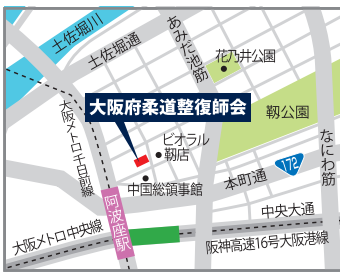 土佐堀川
土佐堀通
あみだ池筋
花乃井公園
大阪府柔道整復師会
靱公園
大阪メトロ千日前線
ビオラル
靱店
なにわ筋
172
中国総領事館
本町通
阿波座駅
中央大通
大阪メトロ中央線
阪神高速16号大阪港線